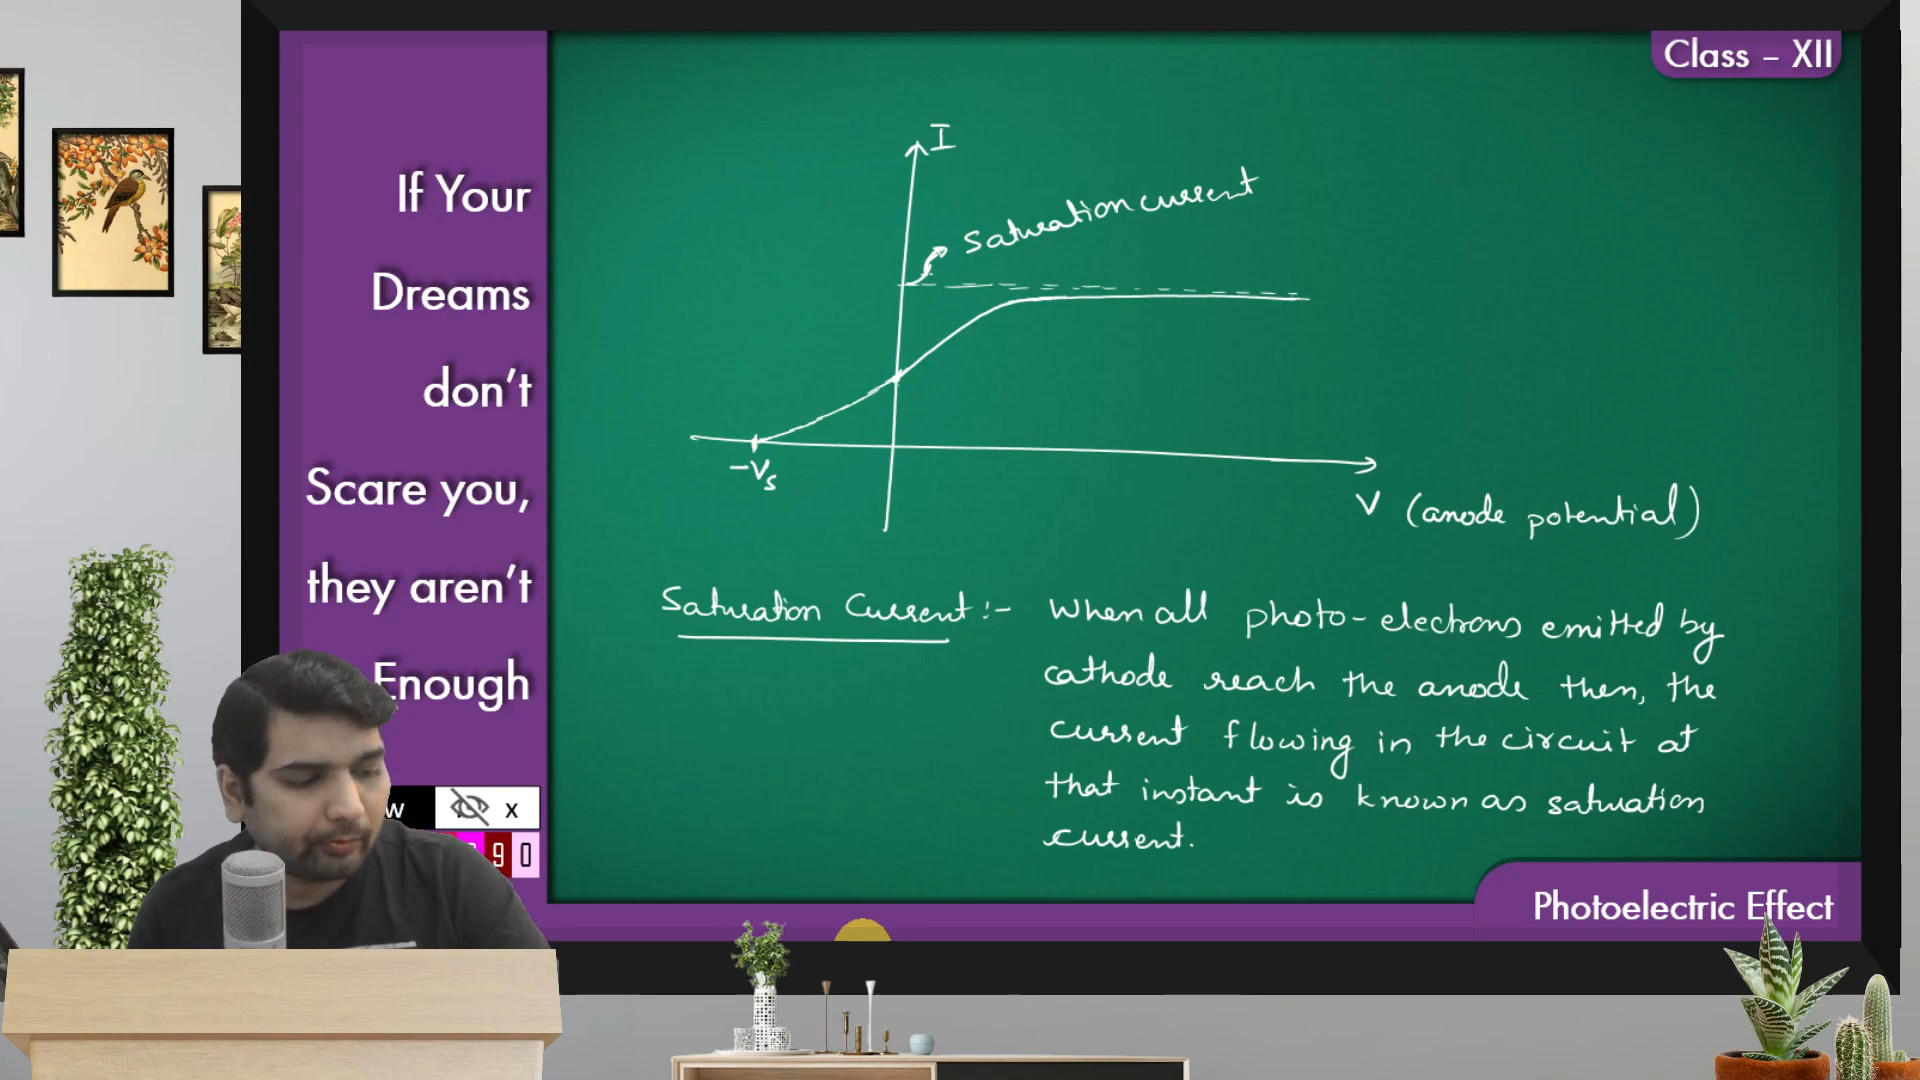 Class – XII
If Your
Dreams
don't
Scare you,
they aren't
Enough
I
Saturation current
-Vs
V (anode potential)
Saturation Current :- When all photo-electrons emitted by
cathode reach the anode then, the
current flowing in the circuit at
that instant is known as saturation
current.
w x
9 0
Photoelectric Effect